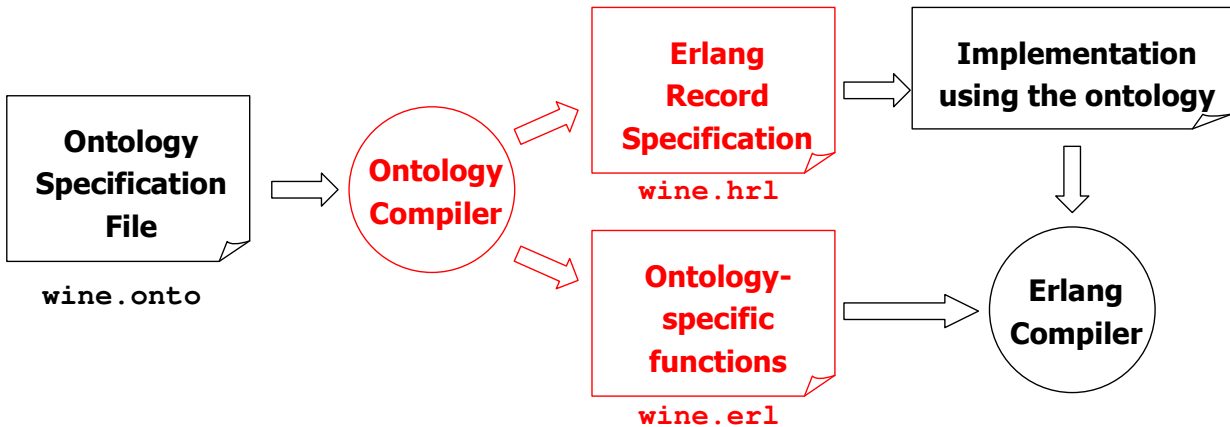 Ontology
Specification
File
wine.onto
Ontology
Compiler
Erlang
Record
Specification
wine.hrl
Ontology-
specific
functions
wine.erl
Implementation
using the ontology
Erlang
Compiler